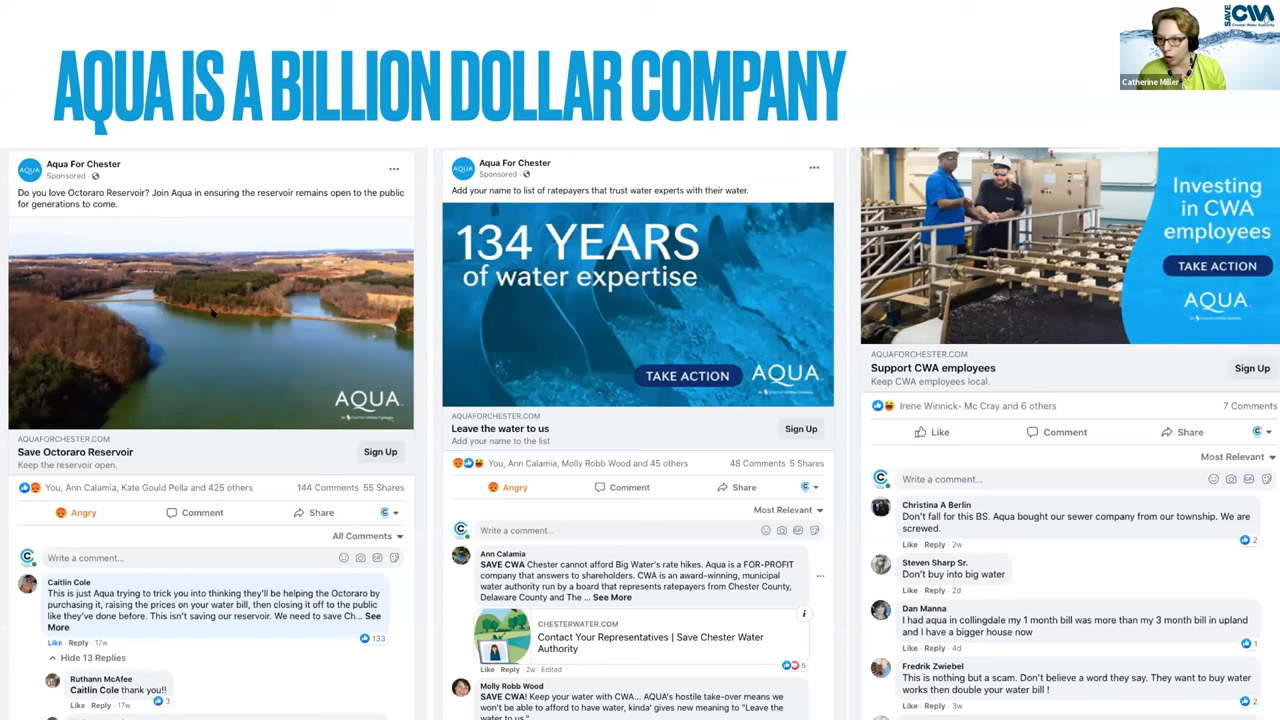 AQUA IS A BILLION DOLLAR COMPANY
SAVE CWA
Chester Water Authority
Catherine Miller
AQUA
Aqua For Chester
Sponsored ·
Do you love Octoraro Reservoir? Join Aqua in ensuring the reservoir remains open to the public
for generations to come.
AQUA
AQUAFORCHESTER.COM
Save Octoraro Reservoir
Keep the reservoir open.
Sign Up
You, Ann Calamia, Kate Gould Pella and 425 others
144 Comments 55 Shares
Angry
Comment
Share
All Comments
Write a comment...
Caitlin Cole
This is just Aqua trying to trick you into thinking they'll be helping the Octoraro by
purchasing it, raising the prices on your water bill, then closing it off to the public
like they've done before. This isn't saving our reservoir. We need to save Ch... See
More
Like · Reply · 17w
133
Hide 13 Replies
Ruthann McAfee
Caitlin Cole thank you!!
Like · Reply · 17w
3
AQUA
Aqua For Chester
Sponsored ·
Add your name to list of ratepayers that trust water experts with their water.
134 YEARS
of water expertise
TAKE ACTION
AQUA
AQUAFORCHESTER.COM
Leave the water to us
Add your name to the list
Sign Up
You, Ann Calamia, Molly Robb Wood and 45 others
48 Comments 5 Shares
Angry
Comment
Share
Most Relevant
Write a comment...
Ann Calamia
SAVE CWA Chester cannot afford Big Water's rate hikes. Aqua is a FOR-PROFIT
company that answers to shareholders. CWA is an award-winning, municipal
water authority run by a board that represents ratepayers from Chester County,
Delaware County and The ... See More
CHESTERWATER.COM
Contact Your Representatives | Save Chester Water
Authority
Like · Reply · 2w · Edited
5
Molly Robb Wood
SAVE CWA! Keep your water with CWA... AQUA's hostile take-over means we
won't be able to afford to have water, kinda' gives new meaning to "Leave the
water to us."
Investing
in CWA
employees
TAKE ACTION
AQUA
AQUAFORCHESTER.COM
Support CWA employees
Keep CWA employees local.
Sign Up
Irene Winnick- Mc Cray and 6 others
7 Comments
Like
Comment
Share
Most Relevant
Write a comment...
Christina A Berlin
Don't fall for this BS. Aqua bought our sewer company from our township. We are
screwed.
Like · Reply · 2w
2
Steven Sharp Sr.
Don't buy into big water
Like · Reply · 2d
Dan Manna
I had aqua in collingdale my 1 month bill was more than my 3 month bill in upland
and I have a bigger house now
Like · Reply · 4d
1
Fredrik Zwiebel
This is nothing but a scam. Don't believe a word they say. They want to buy water
works then double your water bill !
Like · Reply · 3w
2